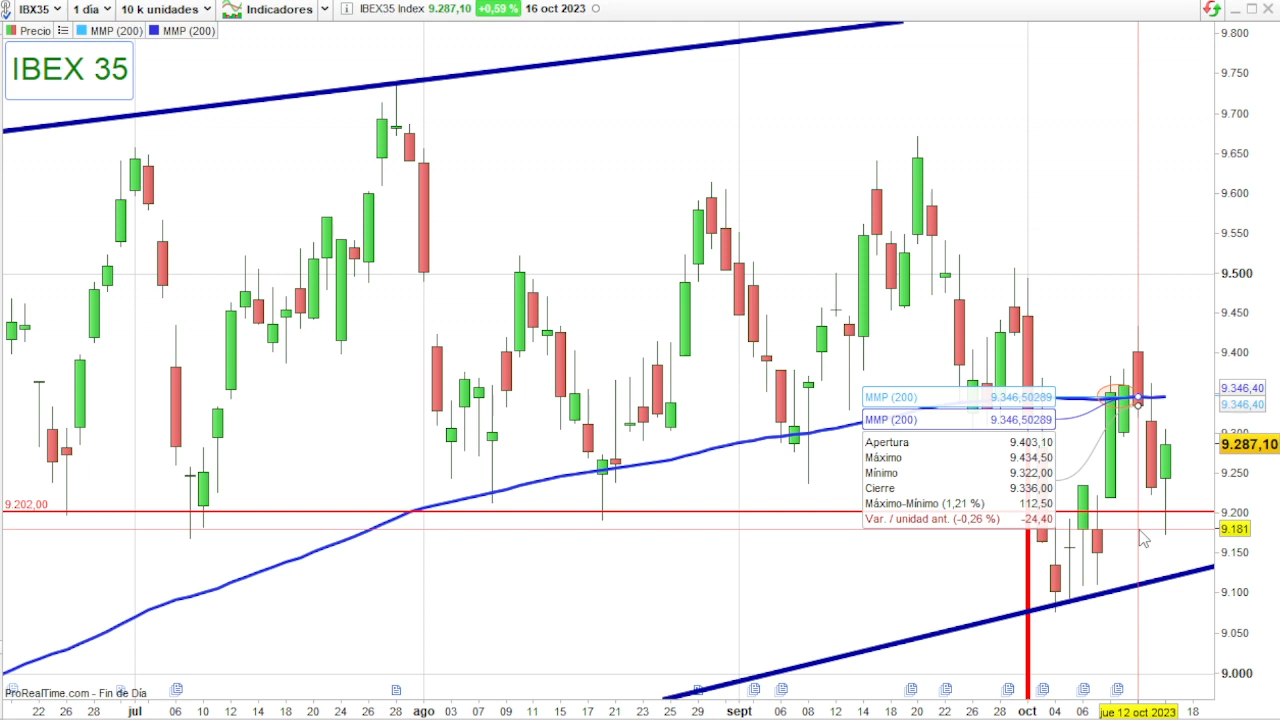 IBX35 1 día 10 k unidades Indicadores IBEX35 Index 9.287,10 +0,59 % 16 oct 2023
Precio MMP (200) MMP (200)
IBEX 35
9.800
9.750
9.700
9.650
9.600
9.550
9.500
9.450
9.400
9.346,40
9.346,40
9.300
9.287,10
9.250
9.200
9.181
9.150
9.100
9.050
9.000
MMP (200) 9.346,50289
MMP (200) 9.346,50289
Apertura 9.403,10
Máximo 9.434,50
Mínimo 9.322,00
Cierre 9.336,00
Máximo-Mínimo (1,21 %) 112,50
Var. / unidad ant. (-0,26 %) -24,40
9.202,00
ProRealTime.com - Fin de Día
22 26 28 jul 06 10 12 14 18 20 24 26 28 ago 03 07 09 11 15 17 21 23 25 29 sept 06 08 12 14 18 20 22 26 28 oct 04 06 jue 12 oct 2023 18